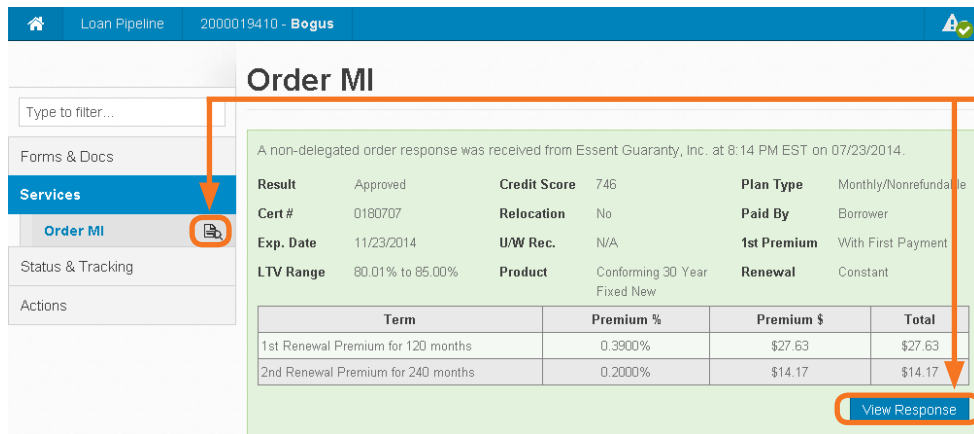 Loan Pipeline 2000019410 - Bogus
Order MI
Type to filter...
Forms & Docs
Services
Order MI
Status & Tracking
Actions
A non-delegated order response was received from Essent Guaranty, Inc. at 8:14 PM EST on 07/23/2014.
Result Approved Credit Score 746 Plan Type Monthly/Nonrefundable
Cert # 0180707 Relocation No Paid By Borrower
Exp. Date 11/23/2014 U/W Rec. N/A 1st Premium With First Payment
LTV Range 80.01% to 85.00% Product Conforming 30 Year Renewal Constant
Fixed New
Term Premium % Premium $ Total
1st Renewal Premium for 120 months 0.3900% $27.63 $27.63
2nd Renewal Premium for 240 months 0.2000% $14.17 $14.17
View Response